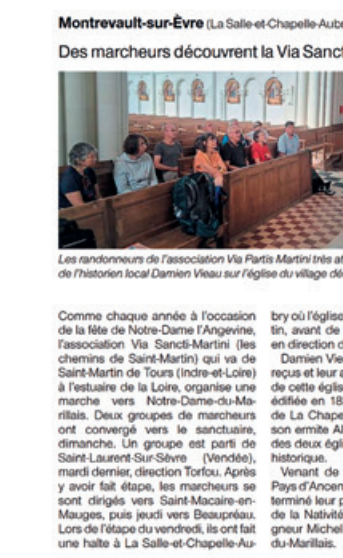 Montrevault-sur-Èvre (La Salle-et-Chapelle-Aub
Des marcheurs découvrent la Via Sanct
Les randonneurs de l'association Via Partis Martini très at
de l'historien local Damien Vieau sur l'église du village dé
Comme chaque année à l'occasion
de la fête de Notre-Dame l'Angevine,
l'association Via Sancti-Martini (les
chemins de Saint-Martin) qui va de
Saint-Martin de Tours (Indre-et-Loire)
à l'estuaire de la Loire, organise une
marche vers Notre-Dame-du-Ma-
rillais. Deux groupes de marcheurs
ont convergé vers le sanctuaire,
dimanche. Un groupe est parti de
Saint-Laurent-Sur-Sèvre (Vendée),
mardi dernier, direction Torfou. Après
y avoir fait étape, les marcheurs se
sont dirigés vers Saint-Macaire-en-
Mauges, puis jeudi vers Beaupréau.
Lors de l'étape du vendredi, ils ont fait
une halte à La Salle-et-Chapelle-Au-
bry où l'église
tin, avant de
en direction d
Damien Vie
reçus et leur a
de cette églis
édifiée en 18
de La Chape
son ermite Al
des deux égli
historique.
Venant de
Pays d'Ancen
terminé leur p
de la Nativité
gneur Michel
du-Marillais.